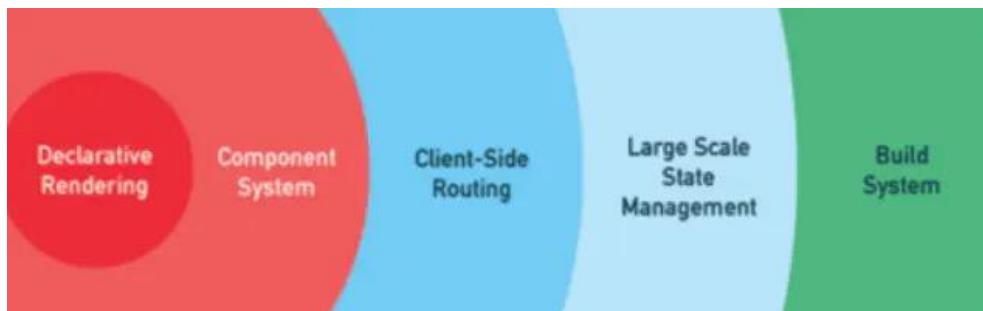 Declarative
Rendering
Component
System
Client-Side
Routing
Large Scale
State
Management
Build
System